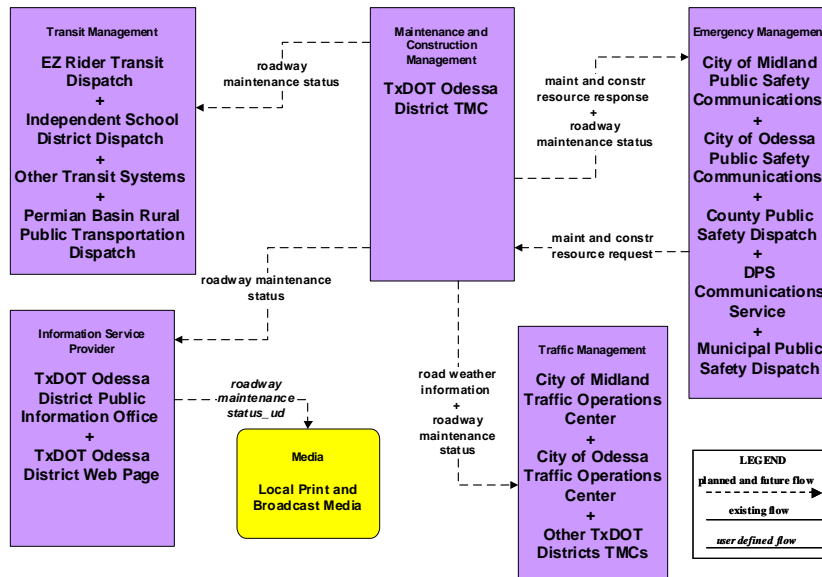 Transit Management
EZ Rider Transit
Dispatch
+
Independent School
District Dispatch
+
Other Transit Systems
+
Permian Basin Rural
Public Transportation
Dispatch
roadway
maintenance status
Maintenance and
Construction
Management
TxDOT Odessa
District TMC
maint and constr
resource response
+
roadway
maintenance status
maint and constr
resource request
Emergency Management
City of Midland
Public Safety
Communications
+
City of Odessa
Public Safety
Communications
+
County Public
Safety Dispatch
+
DPS
Communications
Service
+
Municipal Public
Safety Dispatch
roadway maintenance
status
Information Service
Provider
TxDOT Odessa
District Public
Information Office
+
TxDOT Odessa
District Web Page
roadway
maintenance
status_ud
Media
Local Print and
Broadcast Media
road weather
information
+
roadway
maintenance
status
Traffic Management
City of Midland
Traffic Operations
Center
+
City of Odessa
Traffic Operations
Center
+
Other TxDOT
Districts TMCs
LEGEND
planned and future flow
existing flow
user defined flow